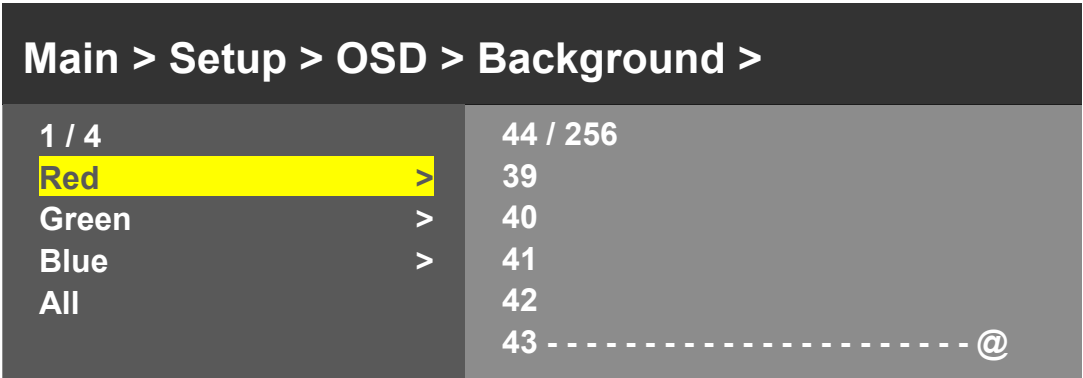 Main > Setup > OSD > Background >
1 / 4
Red >
Green >
Blue >
All
44 / 256
39
40
41
42
43 - - - - - - - - - - - - - - - - - - - - - - @